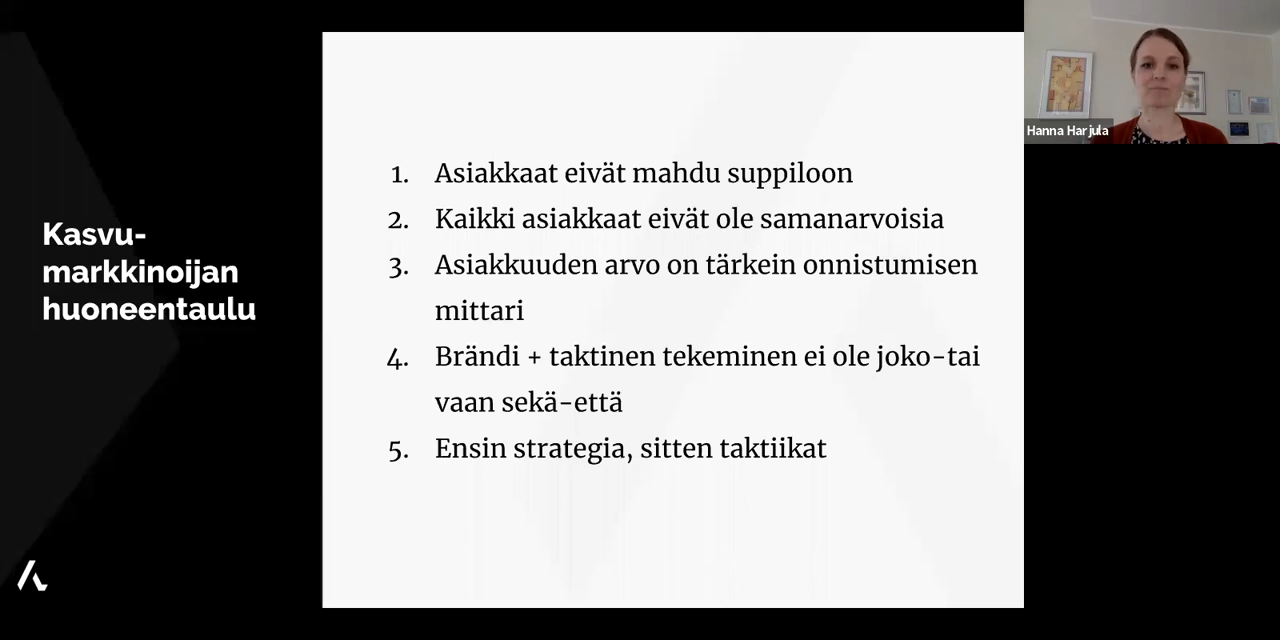 Kasvu-
markkinoijan
huoneentaulu
1. Asiakkaat eivät mahdu suppiloon
2. Kaikki asiakkaat eivät ole samanarvoisia
3. Asiakkuuden arvo on tärkein onnistumisen
mittari
4. Brändi + taktinen tekeminen ei ole joko-tai
vaan sekä-että
5. Ensin strategia, sitten taktiikat
Hanna Harjula